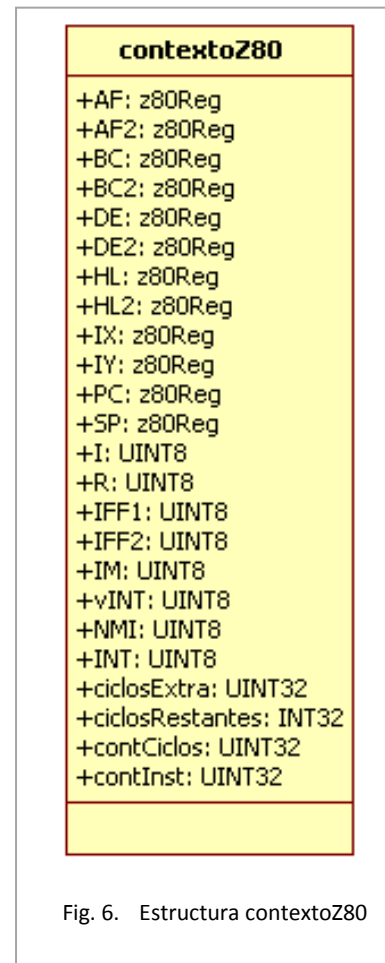 contextoZ80
+AF: z80Reg
+AF2: z80Reg
+BC: z80Reg
+BC2: z80Reg
+DE: z80Reg
+DE2: z80Reg
+HL: z80Reg
+HL2: z80Reg
+IX: z80Reg
+IY: z80Reg
+PC: z80Reg
+SP: z80Reg
+I: UINT8
+R: UINT8
+IFF1: UINT8
+IFF2: UINT8
+IM: UINT8
+vINT: UINT8
+NMI: UINT8
+INT: UINT8
+ciclosExtra: UINT32
+ciclosRestantes: INT32
+contCiclos: UINT32
+contInst: UINT32
Fig. 6. Estructura contextoZ80